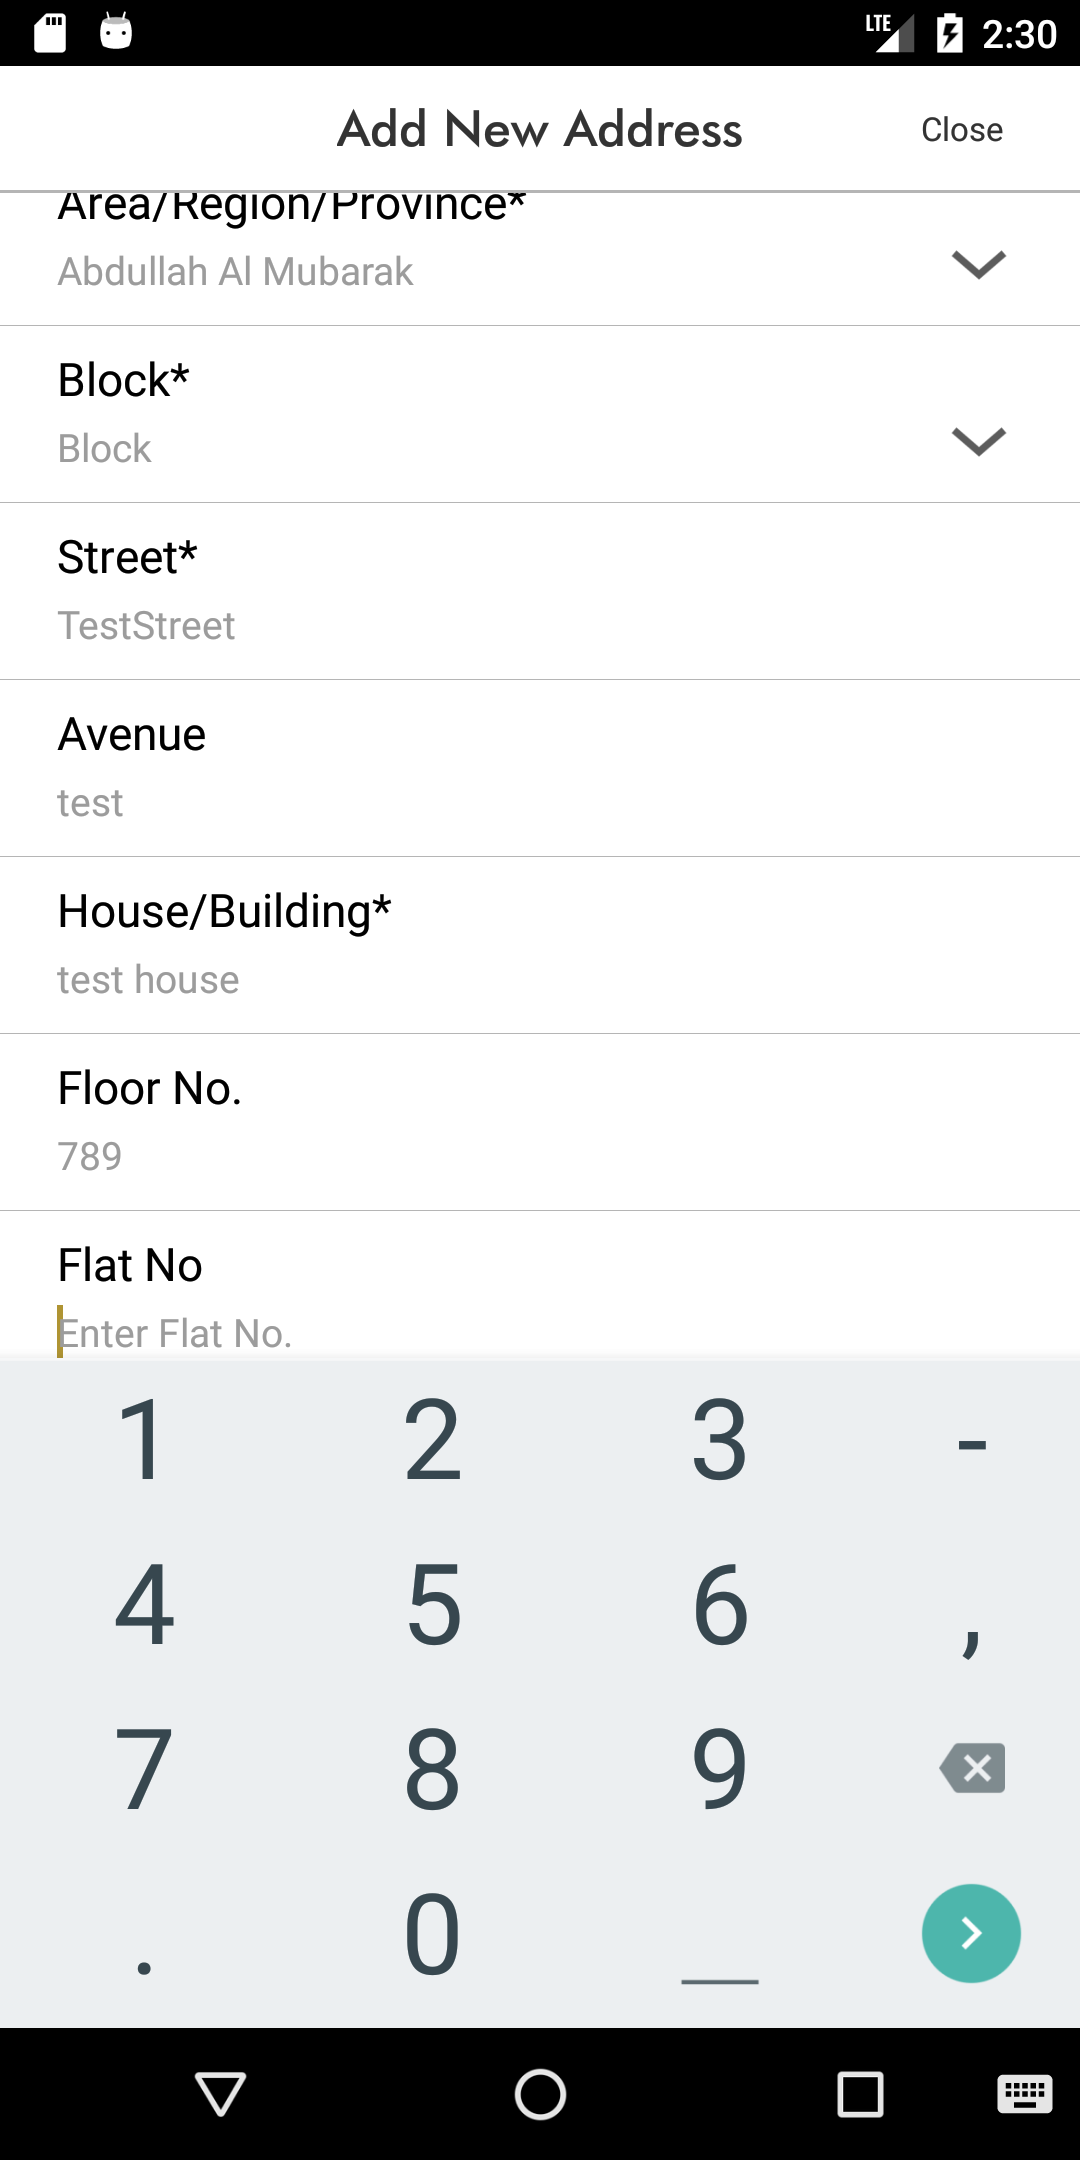 LTE 2:30
Add New Address Close
Area/Region/Province*
Abdullah Al Mubarak
Block*
Block
Street*
TestStreet
Avenue
test
House/Building*
test house
Floor No.
789
Flat No
Enter Flat No.
1 2 3 -
4 5 6 ,
7 8 9
. 0 _